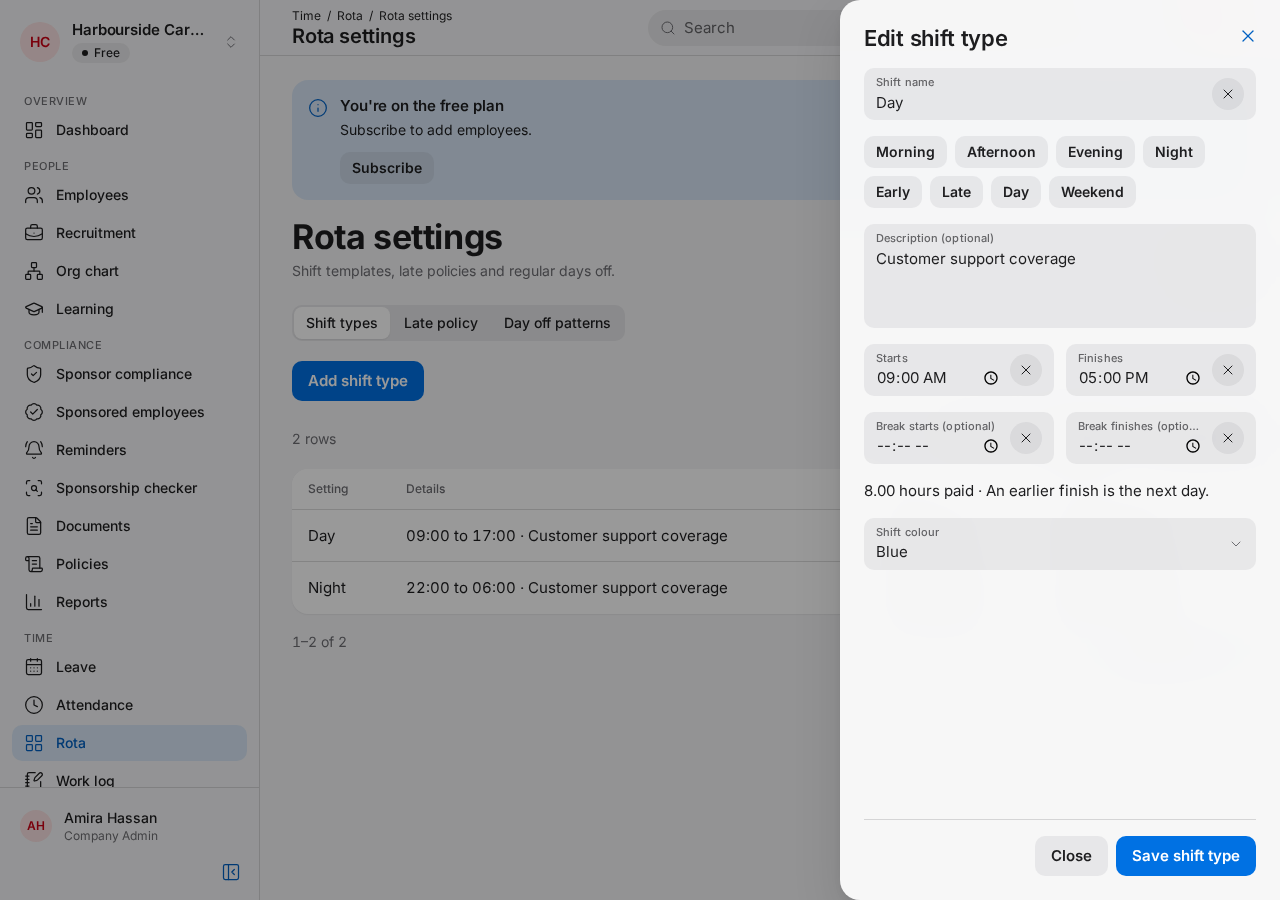 HC
Harbourside Car...
Free
OVERVIEW
Dashboard
PEOPLE
Employees
Recruitment
Org chart
Learning
COMPLIANCE
Sponsor compliance
Sponsored employees
Reminders
Sponsorship checker
Documents
Policies
Reports
TIME
Leave
Attendance
Rota
Work log
AH
Amira Hassan
Company Admin
Time / Rota / Rota settings
Rota settings
Search
You're on the free plan
Subscribe to add employees.
Subscribe
Rota settings
Shift templates, late policies and regular days off.
Shift types Late policy Day off patterns
Add shift type
2 rows
Setting Details
Day 09:00 to 17:00 · Customer support coverage
Night 22:00 to 06:00 · Customer support coverage
1–2 of 2
Edit shift type
Shift name
Day
Morning Afternoon Evening Night
Early Late Day Weekend
Description (optional)
Customer support coverage
Starts Finishes
09:00 AM 05:00 PM
Break starts (optional) Break finishes (optio...
--:-- -- --:-- --
8.00 hours paid · An earlier finish is the next day.
Shift colour
Blue
Close Save shift type